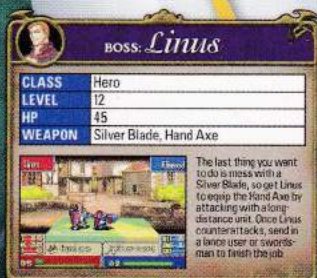 BOSS: Linus
CLASS Hero
LEVEL 12
HP 45
WEAPON Silver Blade, Hand Axe
The last thing you want
to do is mess with a
Silver Blade, so get Linus
to equip the Hand Axe by
attacking with a long-
distance unit. Once Linus
counterattacks, send in
a lance user or swords-
man to finish the job.
Linus